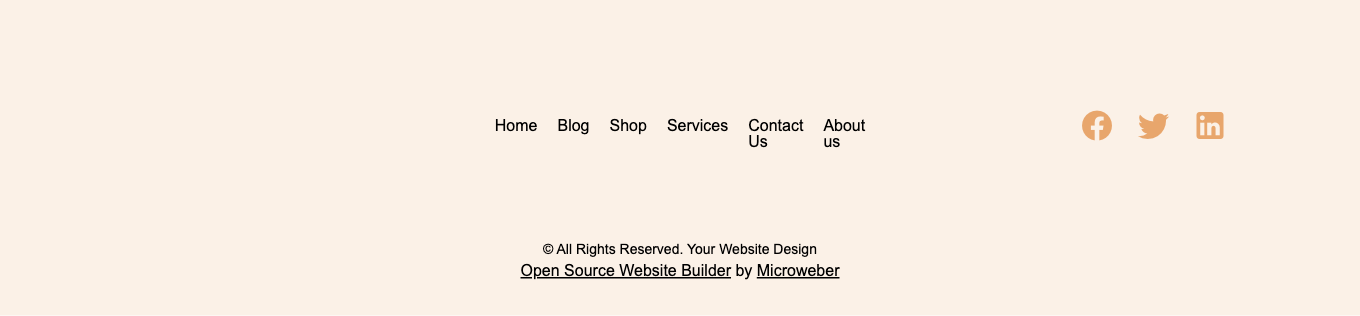 Home Blog Shop Services Contact Us About us
© All Rights Reserved. Your Website Design
Open Source Website Builder by Microweber